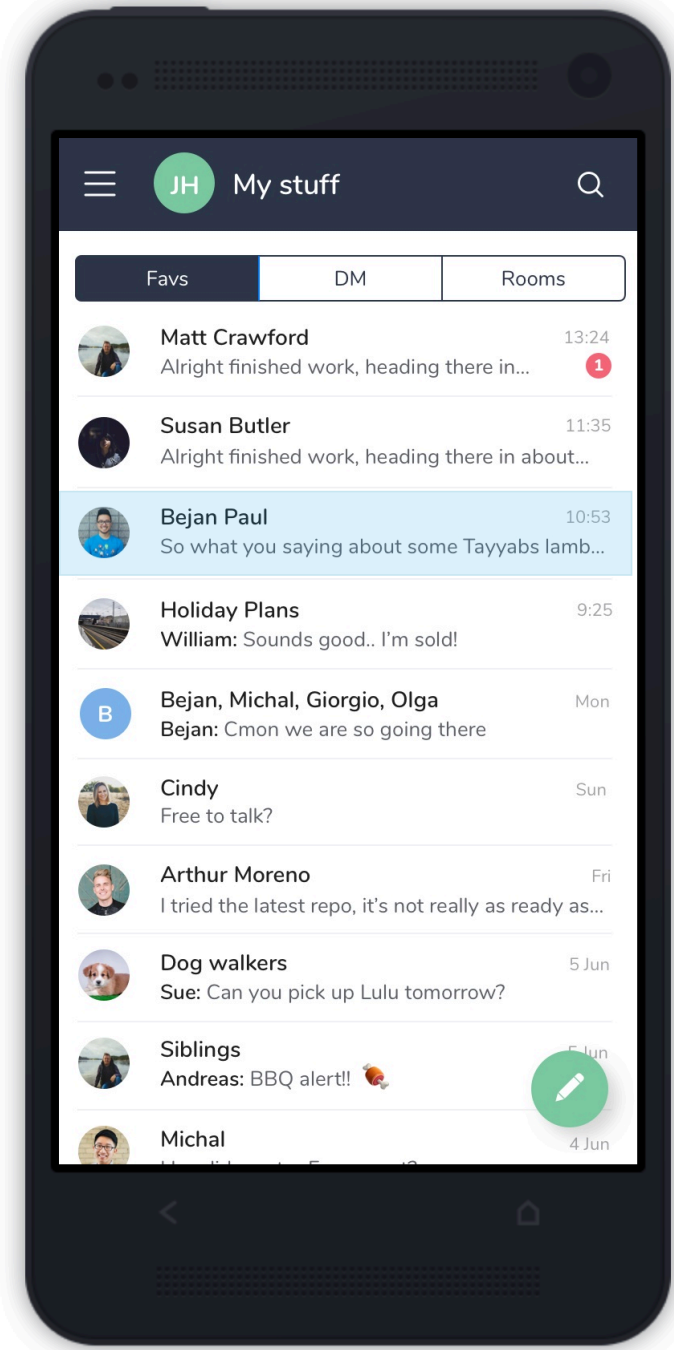 JH My stuff
Favs DM Rooms
Matt Crawford 13:24
Alright finished work, heading there in... 1
Susan Butler 11:35
Alright finished work, heading there in about...
Bejan Paul 10:53
So what you saying about some Tayyabs lamb...
Holiday Plans 9:25
William: Sounds good.. I'm sold!
B Bejan, Michal, Giorgio, Olga Mon
Bejan: Cmon we are so going there
Cindy Sun
Free to talk?
Arthur Moreno Fri
I tried the latest repo, it's not really as ready as...
Dog walkers 5 Jun
Sue: Can you pick up Lulu tomorrow?
Siblings Jun
Andreas: BBQ alert!! 🍖
Michal 4 Jun